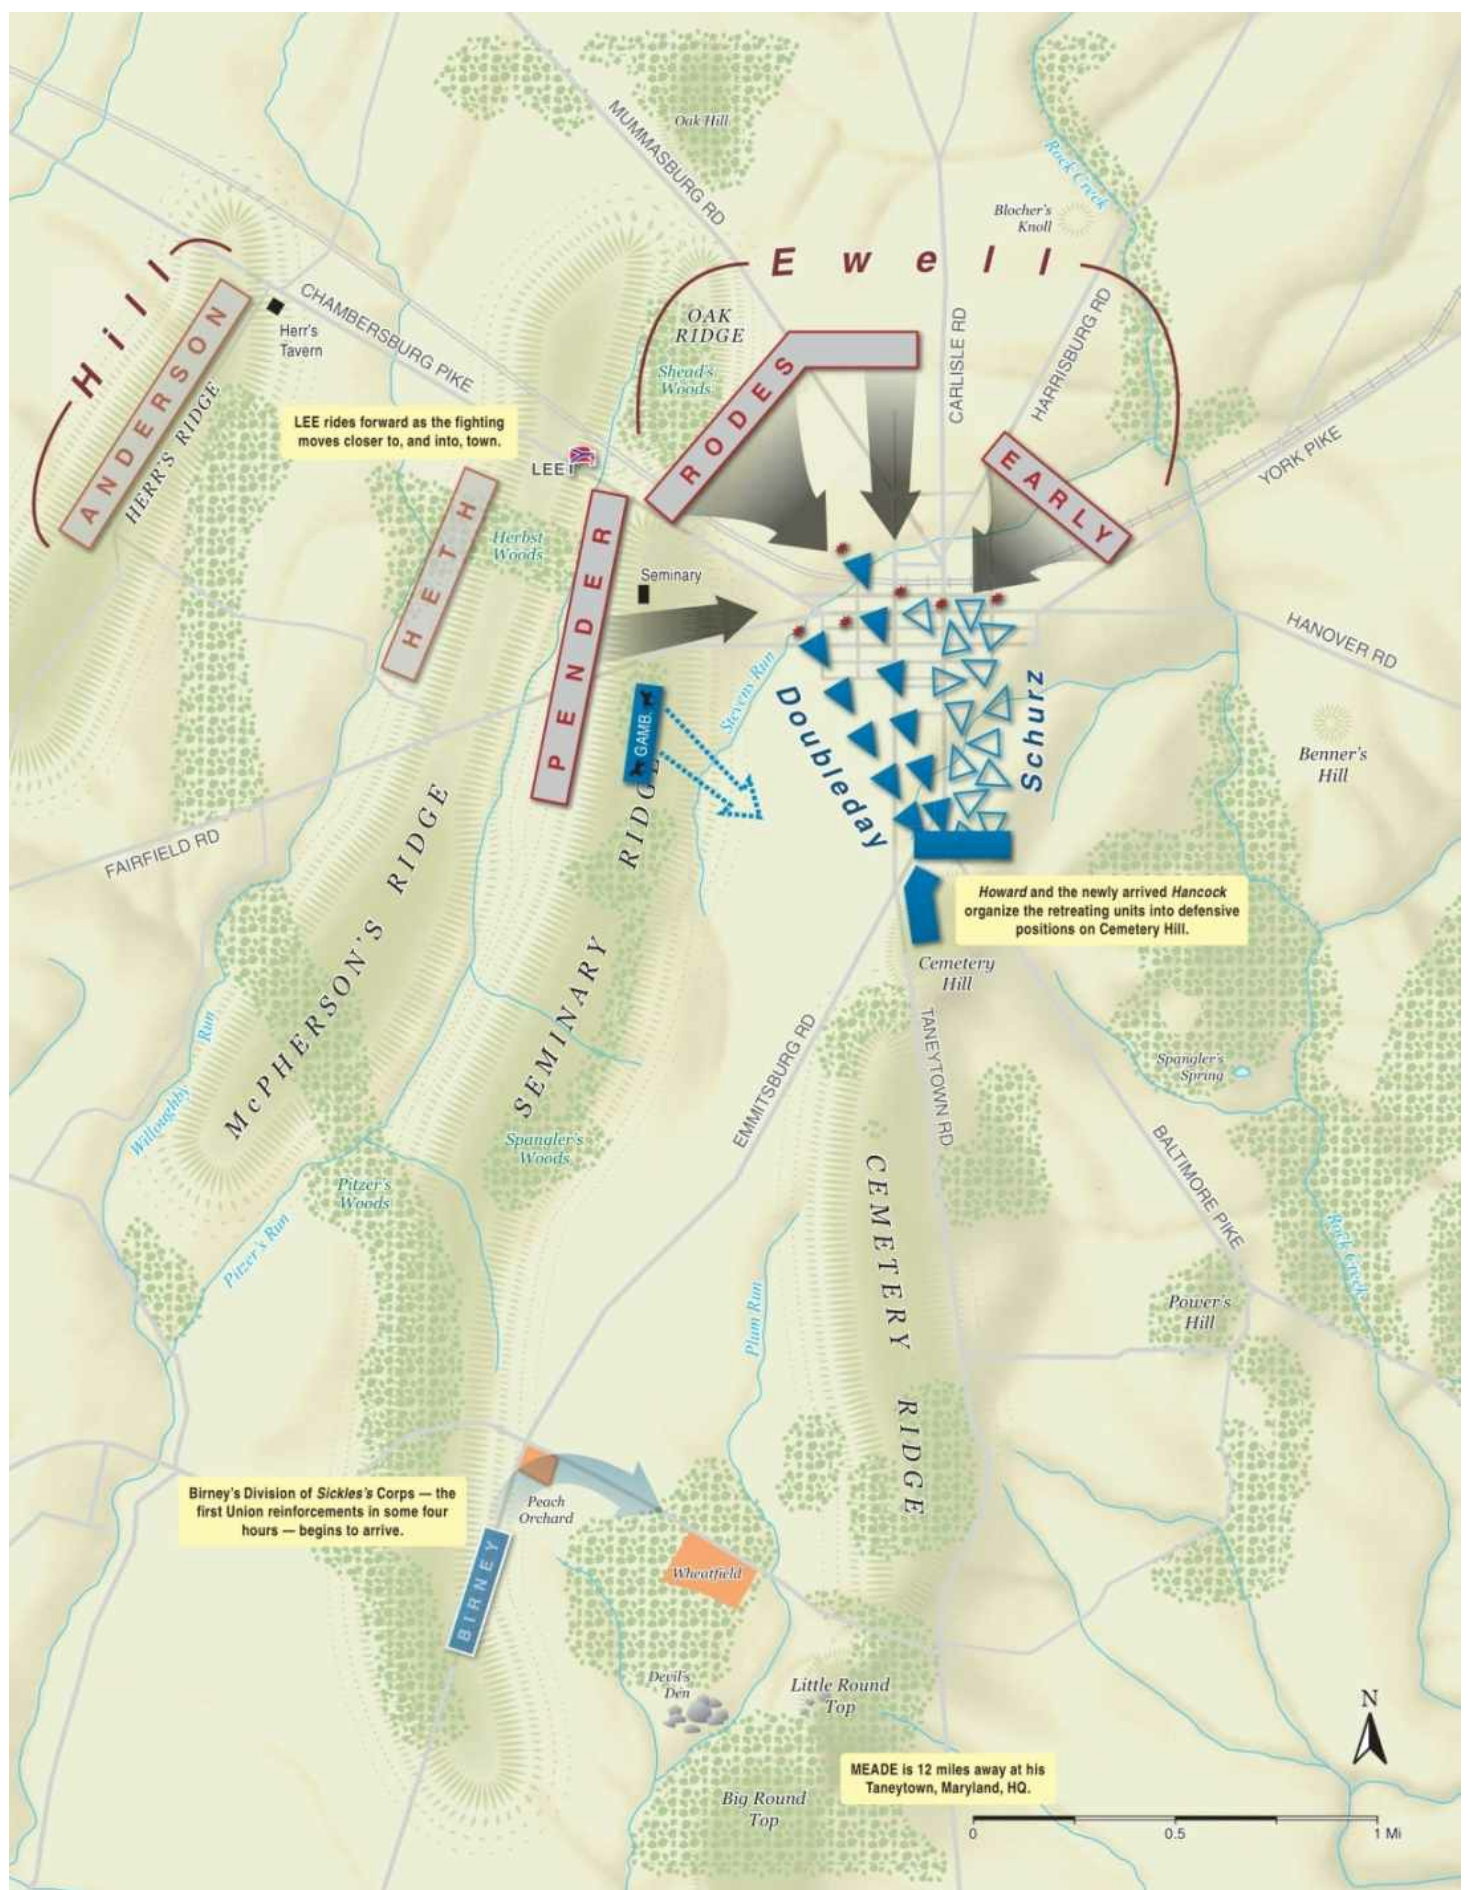 Oak Hill
MUMMASBURG RD
Rock Creek
Blocher's
Knoll
Hill
Ewell
ANDERSON
HERR'S RIDGE
Herr's
Tavern
CHAMBERSBURG PIKE
OAK
RIDGE
Shead's
Woods
CARLISLE RD
HARRISBURG RD
RODES
EARLY
YORK PIKE
LEE rides forward as the fighting
moves closer to, and into, town.
LEE
HETH
Herbst
Woods
PENDER
Seminary
HANOVER RD
Stevens Run
GAMB.
Doubleday
Schurz
Benner's
Hill
FAIRFIELD RD
McPHERSON'S RIDGE
SEMINARY RIDGE
Howard and the newly arrived Hancock
organize the retreating units into defensive
positions on Cemetery Hill.
Cemetery
Hill
Willoughby Run
EMMITSBURG RD
TANEYTOWN RD
Spangler's
Spring
Spangler's
Woods
Pitzer's
Woods
Pitzer's Run
BALTIMORE PIKE
CEMETERY RIDGE
Rock Creek
Plum Run
Power's
Hill
Birney's Division of Sickles's Corps — the
first Union reinforcements in some four
hours — begins to arrive.
Peach
Orchard
BIRNEY
Wheatfield
Devil's
Den
Little Round
Top
N
MEADE is 12 miles away at his
Taneytown, Maryland, HQ.
Big Round
Top
0 0.5 1 Mi